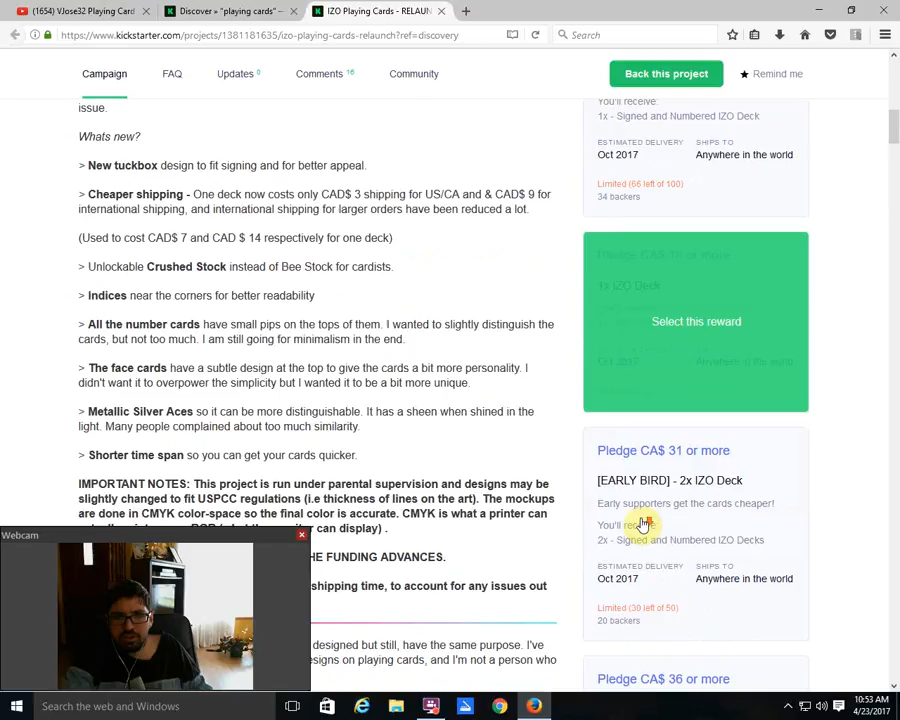 (1654) VJose32 Playing Card
Discover » "playing cards" –
IZO Playing Cards - RELAUN
https://www.kickstarter.com/projects/1381181635/izo-playing-cards-relaunch?ref=discovery
Search
Campaign
FAQ
Updates 0
Comments 16
Community
Back this project
Remind me
issue.
Whats new?
> New tuckbox design to fit signing and for better appeal.
> Cheaper shipping - One deck now costs only CAD$ 3 shipping for US/CA and & CAD$ 9 for
international shipping, and international shipping for larger orders have been reduced a lot.
(Used to cost CAD$ 7 and CAD $ 14 respectively for one deck)
> Unlockable Crushed Stock instead of Bee Stock for cardists.
> Indices near the corners for better readability
> All the number cards have small pips on the tops of them. I wanted to slightly distinguish the
cards, but not too much. I am still going for minimalism in the end.
> The face cards have a subtle design at the top to give the cards a bit more personality. I
didn't want it to overpower the simplicity but I wanted it to be a bit more unique.
> Metallic Silver Aces so it can be more distinguishable. It has a sheen when shined in the
light. Many people complained about too much similarity.
> Shorter time span so you can get your cards quicker.
IMPORTANT NOTES: This project is run under parental supervision and designs may be
slightly changed to fit USPCC regulations (i.e thickness of lines on the art). The mockups
are done in CMYK color-space so the final color is accurate. CMYK is what a printer can
can display) .
HE FUNDING ADVANCES.
shipping time, to account for any issues out
designed but still, have the same purpose. I've
esigns on playing cards, and I'm not a person who
You'll receive:
1x - Signed and Numbered IZO Deck
ESTIMATED DELIVERY
SHIPS TO
Oct 2017
Anywhere in the world
Limited (66 left of 100)
34 backers
1x IZO Deck
Select this reward
Oct 2017
Anywhere in the world
Pledge CA$ 31 or more
[EARLY BIRD] - 2x IZO Deck
Early supporters get the cards cheaper!
You'll
2x - Signed and Numbered IZO Decks
ESTIMATED DELIVERY
SHIPS TO
Oct 2017
Anywhere in the world
Limited (30 left of 50)
20 backers
Pledge CA$ 36 or more
Webcam
Search the web and Windows
10:53 AM
4/23/2017